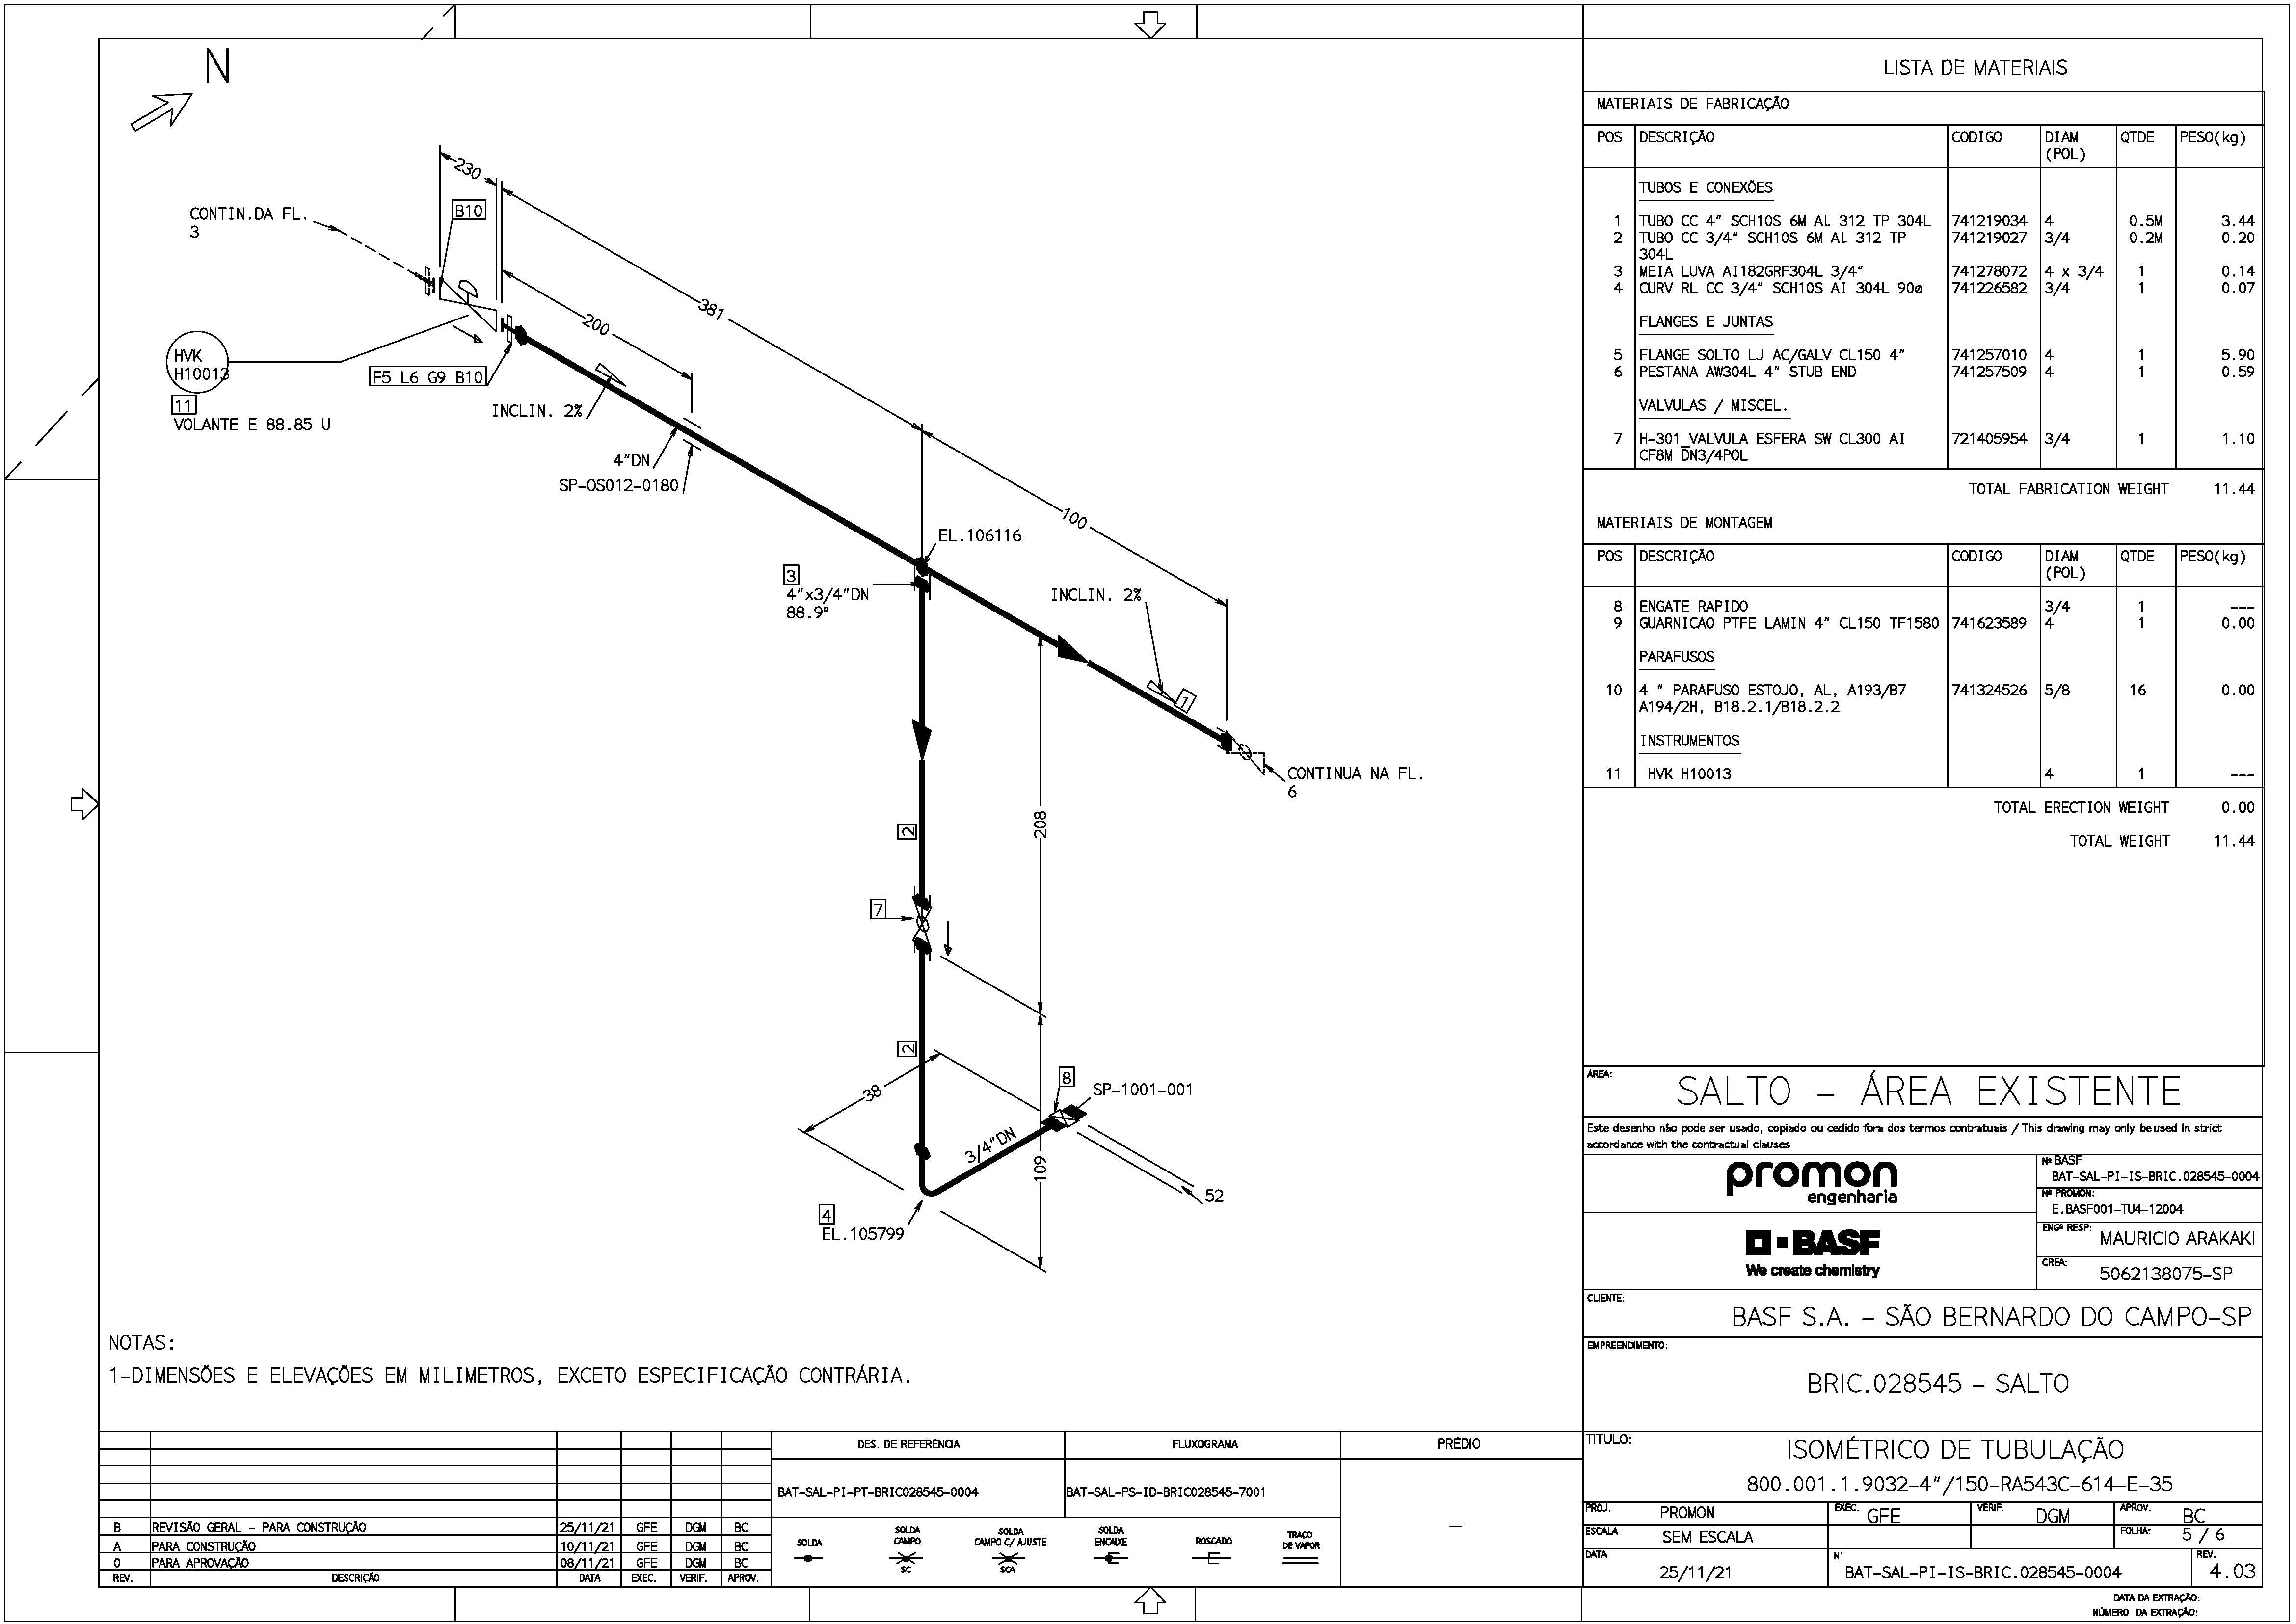 N
CONTIN.DA FL.
3
230
B10
381
200
HVK
H10013
11
VOLANTE E 88.85 U
F5 L6 G9 B10
INCLIN. 2%
4"DN
SP-OS012-0180
100
EL.106116
3
4"x3/4"DN
88.9°
INCLIN. 2%
1
CONTINUA NA FL.
6
208
2
7
2
38
8
SP-1001-001
3/4"DN
109
52
4
EL.105799
NOTAS:
1-DIMENSÕES E ELEVAÇÕES EM MILIMETROS, EXCETO ESPECIFICAÇÃO CONTRÁRIA.
LISTA DE MATERIAIS
MATERIAIS DE FABRICAÇÃO
POS DESCRIÇÃO CODIGO DIAM QTDE PESO(kg)
(POL)
TUBOS E CONEXÕES
1 TUBO CC 4" SCH10S 6M AL 312 TP 304L 741219034 4 0.5M 3.44
2 TUBO CC 3/4" SCH10S 6M AL 312 TP 741219027 3/4 0.2M 0.20
304L
3 MEIA LUVA AI182GRF304L 3/4" 741278072 4 x 3/4 1 0.14
4 CURV RL CC 3/4" SCH10S AI 304L 90ø 741226582 3/4 1 0.07
FLANGES E JUNTAS
5 FLANGE SOLTO LJ AC/GALV CL150 4" 741257010 4 1 5.90
6 PESTANA AW304L 4" STUB END 741257509 4 1 0.59
VALVULAS / MISCEL.
7 H-301_VALVULA ESFERA SW CL300 AI 721405954 3/4 1 1.10
CF8M DN3/4POL
TOTAL FABRICATION WEIGHT 11.44
MATERIAIS DE MONTAGEM
POS DESCRIÇÃO CODIGO DIAM QTDE PESO(kg)
(POL)
8 ENGATE RAPIDO 3/4 1 ---
9 GUARNICAO PTFE LAMIN 4" CL150 TF1580 741623589 4 1 0.00
PARAFUSOS
10 4 " PARAFUSO ESTOJO, AL, A193/B7 741324526 5/8 16 0.00
A194/2H, B18.2.1/B18.2.2
INSTRUMENTOS
11 HVK H10013 4 1 ---
TOTAL ERECTION WEIGHT 0.00
TOTAL WEIGHT 11.44
ÁREA:
SALTO - ÁREA EXISTENTE
Este desenho não pode ser usado, copiado ou cedido fora dos termos contratuais / This drawing may only be used in strict
accordance with the contractual clauses
promon
engenharia
Nº BASF
BAT-SAL-PI-IS-BRIC.028545-0004
Nº PROMON:
E.BASF001-TU4-12004
BASF
We create chemistry
ENGº RESP:
MAURICIO ARAKAKI
CREA:
5062138075-SP
CLIENTE:
BASF S.A. - SÃO BERNARDO DO CAMPO-SP
EMPREENDIMENTO:
BRIC.028545 - SALTO
TITULO:
ISOMÉTRICO DE TUBULAÇÃO
800.001.1.9032-4"/150-RA543C-614-E-35
PROJ. PROMON EXEC. GFE VERIF. DGM APROV. BC
ESCALA SEM ESCALA FOLHA: 5 / 6
DATA 25/11/21 N° BAT-SAL-PI-IS-BRIC.028545-0004 REV. 4.03
DATA DA EXTRAÇÃO:
NÚMERO DA EXTRAÇÃO:
B REVISÃO GERAL - PARA CONSTRUÇÃO 25/11/21 GFE DGM BC
A PARA CONSTRUÇÃO 10/11/21 GFE DGM BC
0 PARA APROVAÇÃO 08/11/21 GFE DGM BC
REV. DESCRIÇÃO DATA EXEC. VERIF. APROV.
DES. DE REFERÊNCIA FLUXOGRAMA PRÉDIO
BAT-SAL-PI-PT-BRIC028545-0004 BAT-SAL-PS-ID-BRIC028545-7001 -
SOLDA
SOLDA
CAMPO
SC
SOLDA
CAMPO C/ AJUSTE
SCA
SOLDA
ENCAIXE
ROSCADO
TRAÇO
DE VAPOR